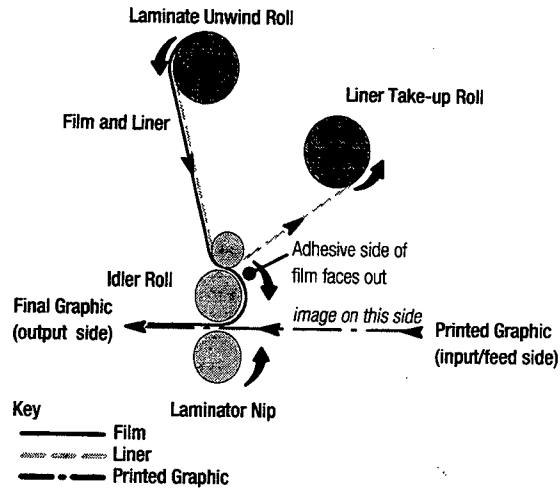 Laminate Unwind Roll
Liner Take-up Roll
Film and Liner
Adhesive side of
film faces out
Idler Roll
Final Graphic
(output side)
image on this side
Printed Graphic
(input/feed side)
Laminator Nip
Key
Film
Liner
Printed Graphic